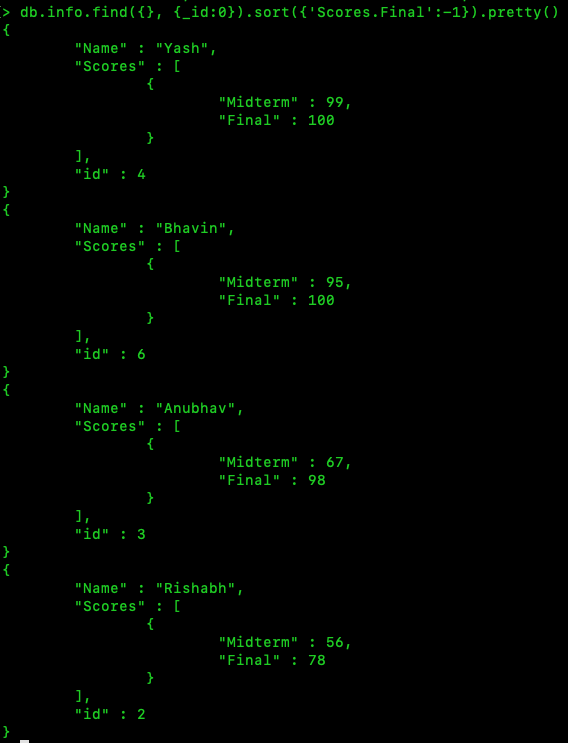 > db.info.find({}, {_id:0}).sort({'Scores.Final':-1}).pretty()
{
        "Name" : "Yash",
        "Scores" : [
                {
                        "Midterm" : 99,
                        "Final" : 100
                }
        ],
        "id" : 4
}
{
        "Name" : "Bhavin",
        "Scores" : [
                {
                        "Midterm" : 95,
                        "Final" : 100
                }
        ],
        "id" : 6
}
{
        "Name" : "Anubhav",
        "Scores" : [
                {
                        "Midterm" : 67,
                        "Final" : 98
                }
        ],
        "id" : 3
}
{
        "Name" : "Rishabh",
        "Scores" : [
                {
                        "Midterm" : 56,
                        "Final" : 78
                }
        ],
        "id" : 2
}